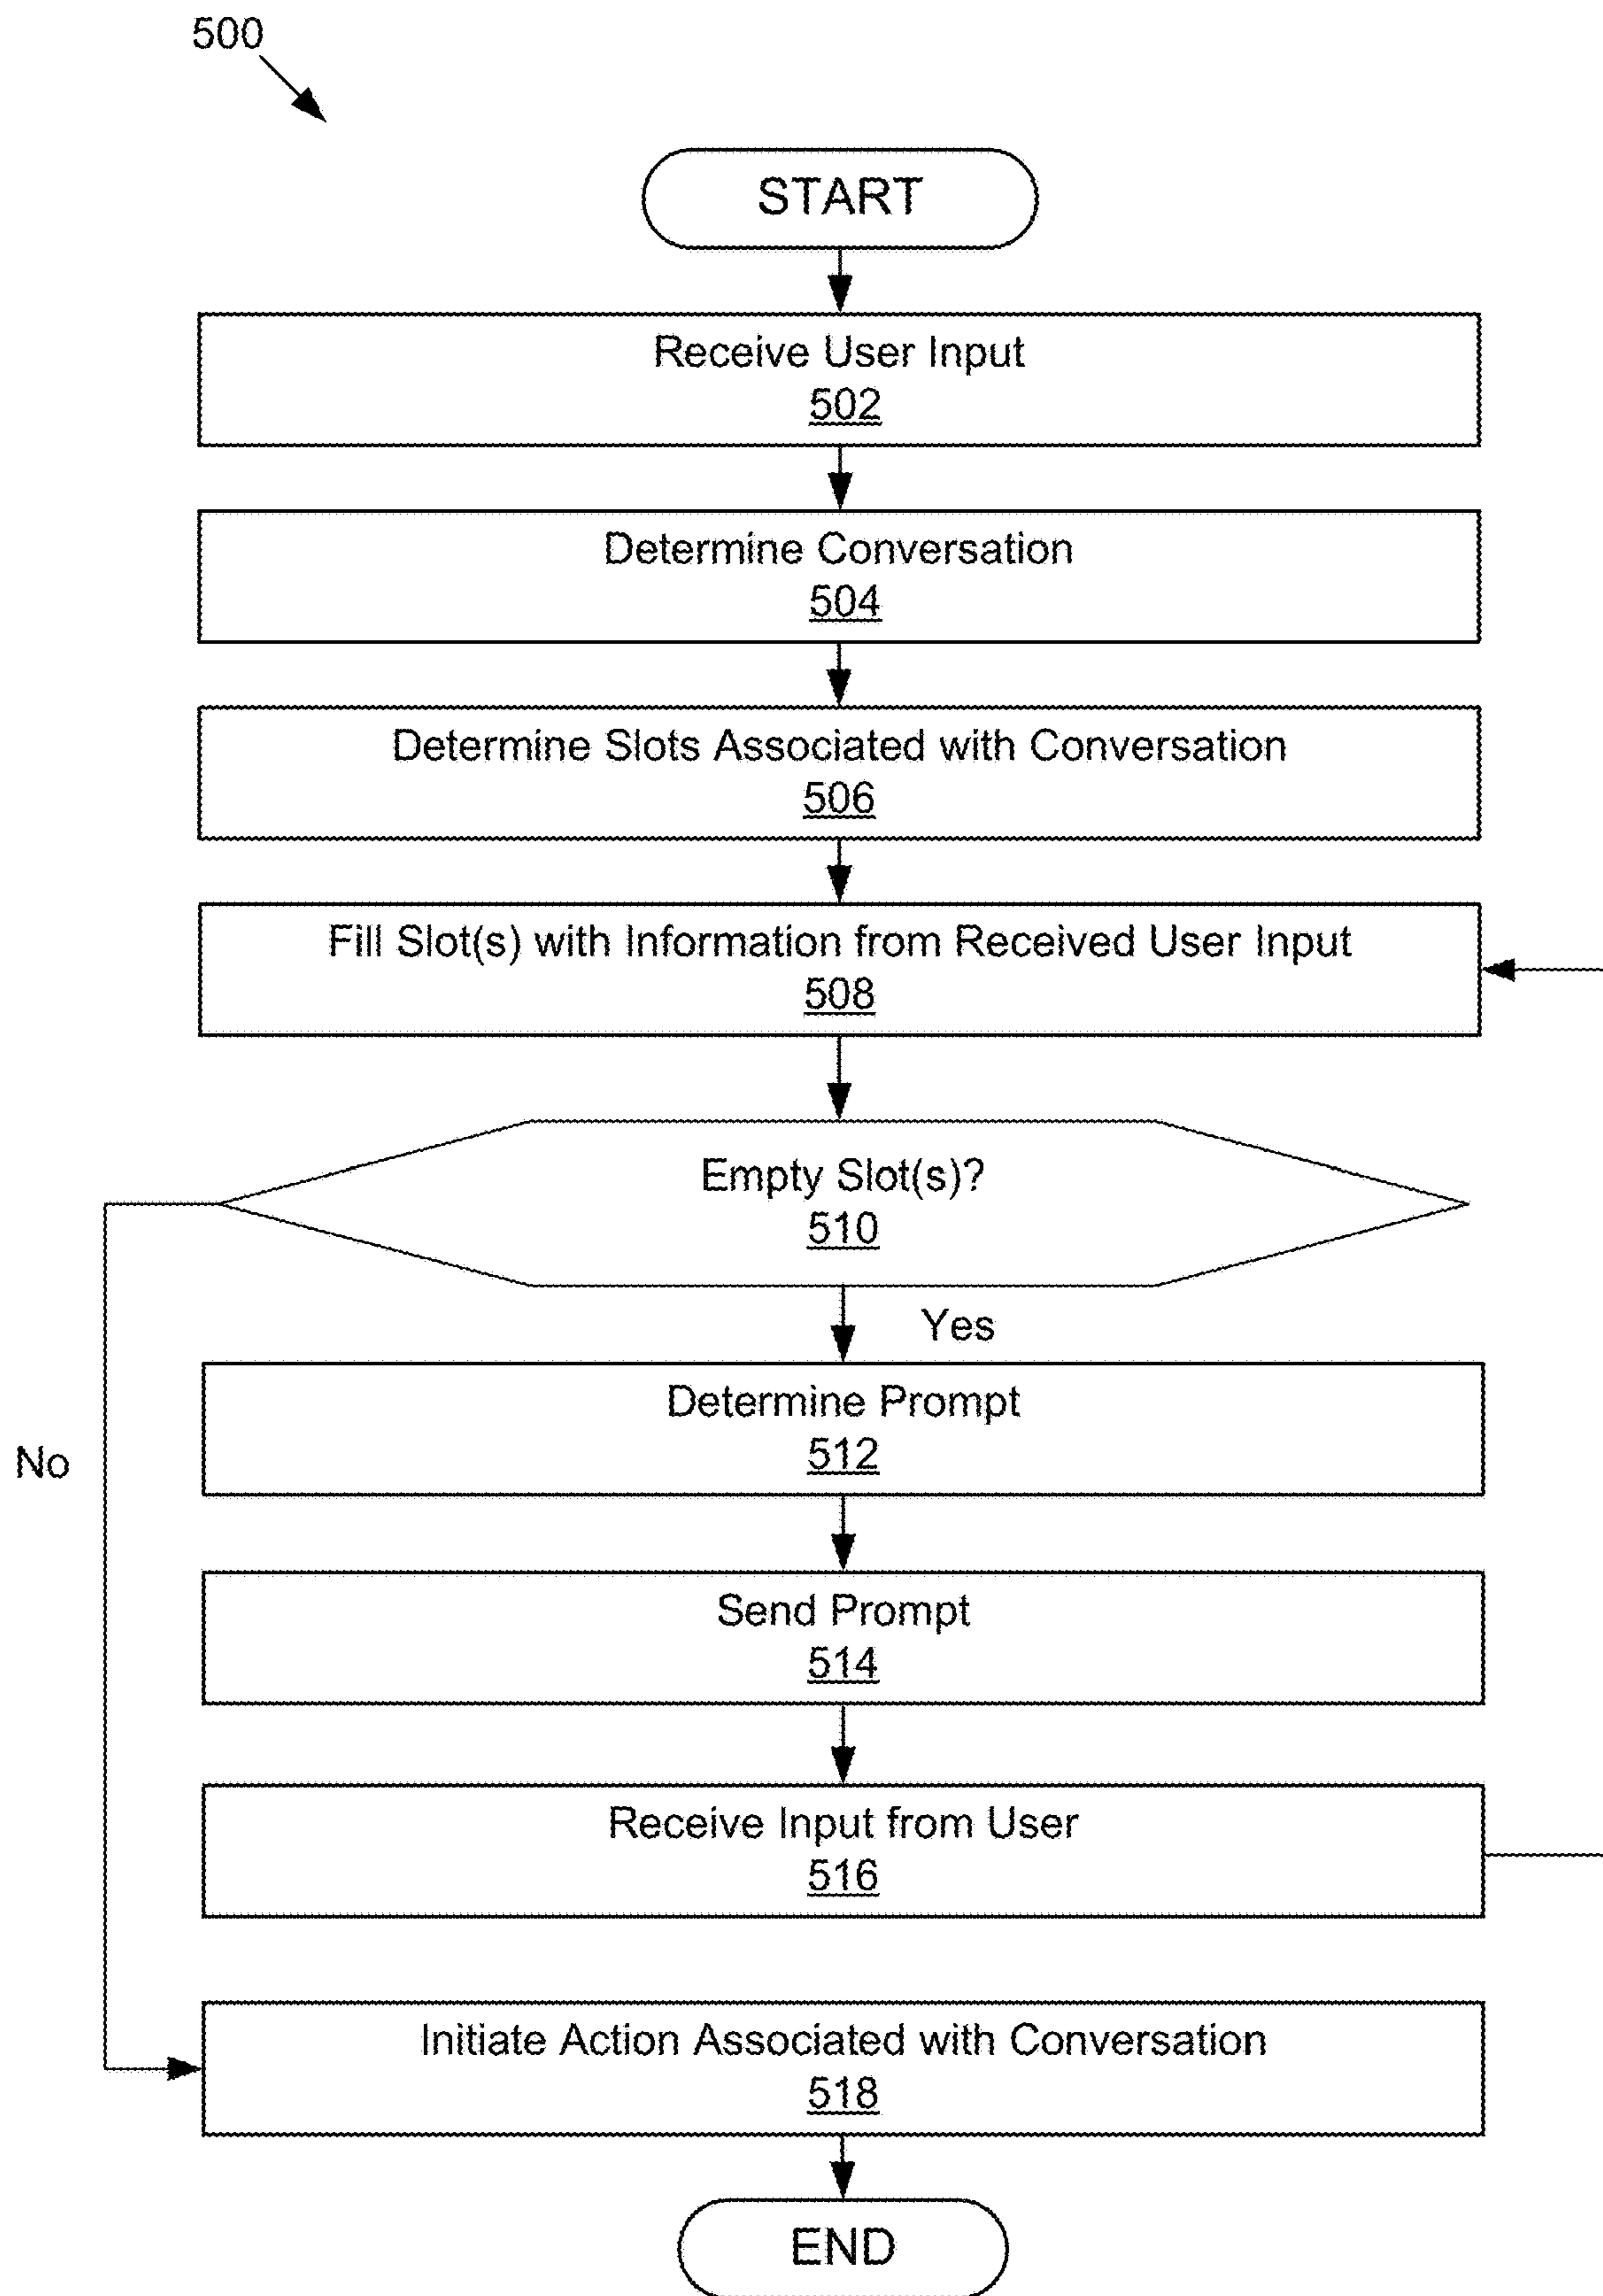 500
START
Receive User Input
502
Determine Conversation
504
Determine Slots Associated with Conversation
506
Fill Slot(s) with Information from Received User Input
508
Empty Slot(s)?
510
Yes
Determine Prompt
512
No
Send Prompt
514
Receive Input from User
516
Initiate Action Associated with Conversation
518
END